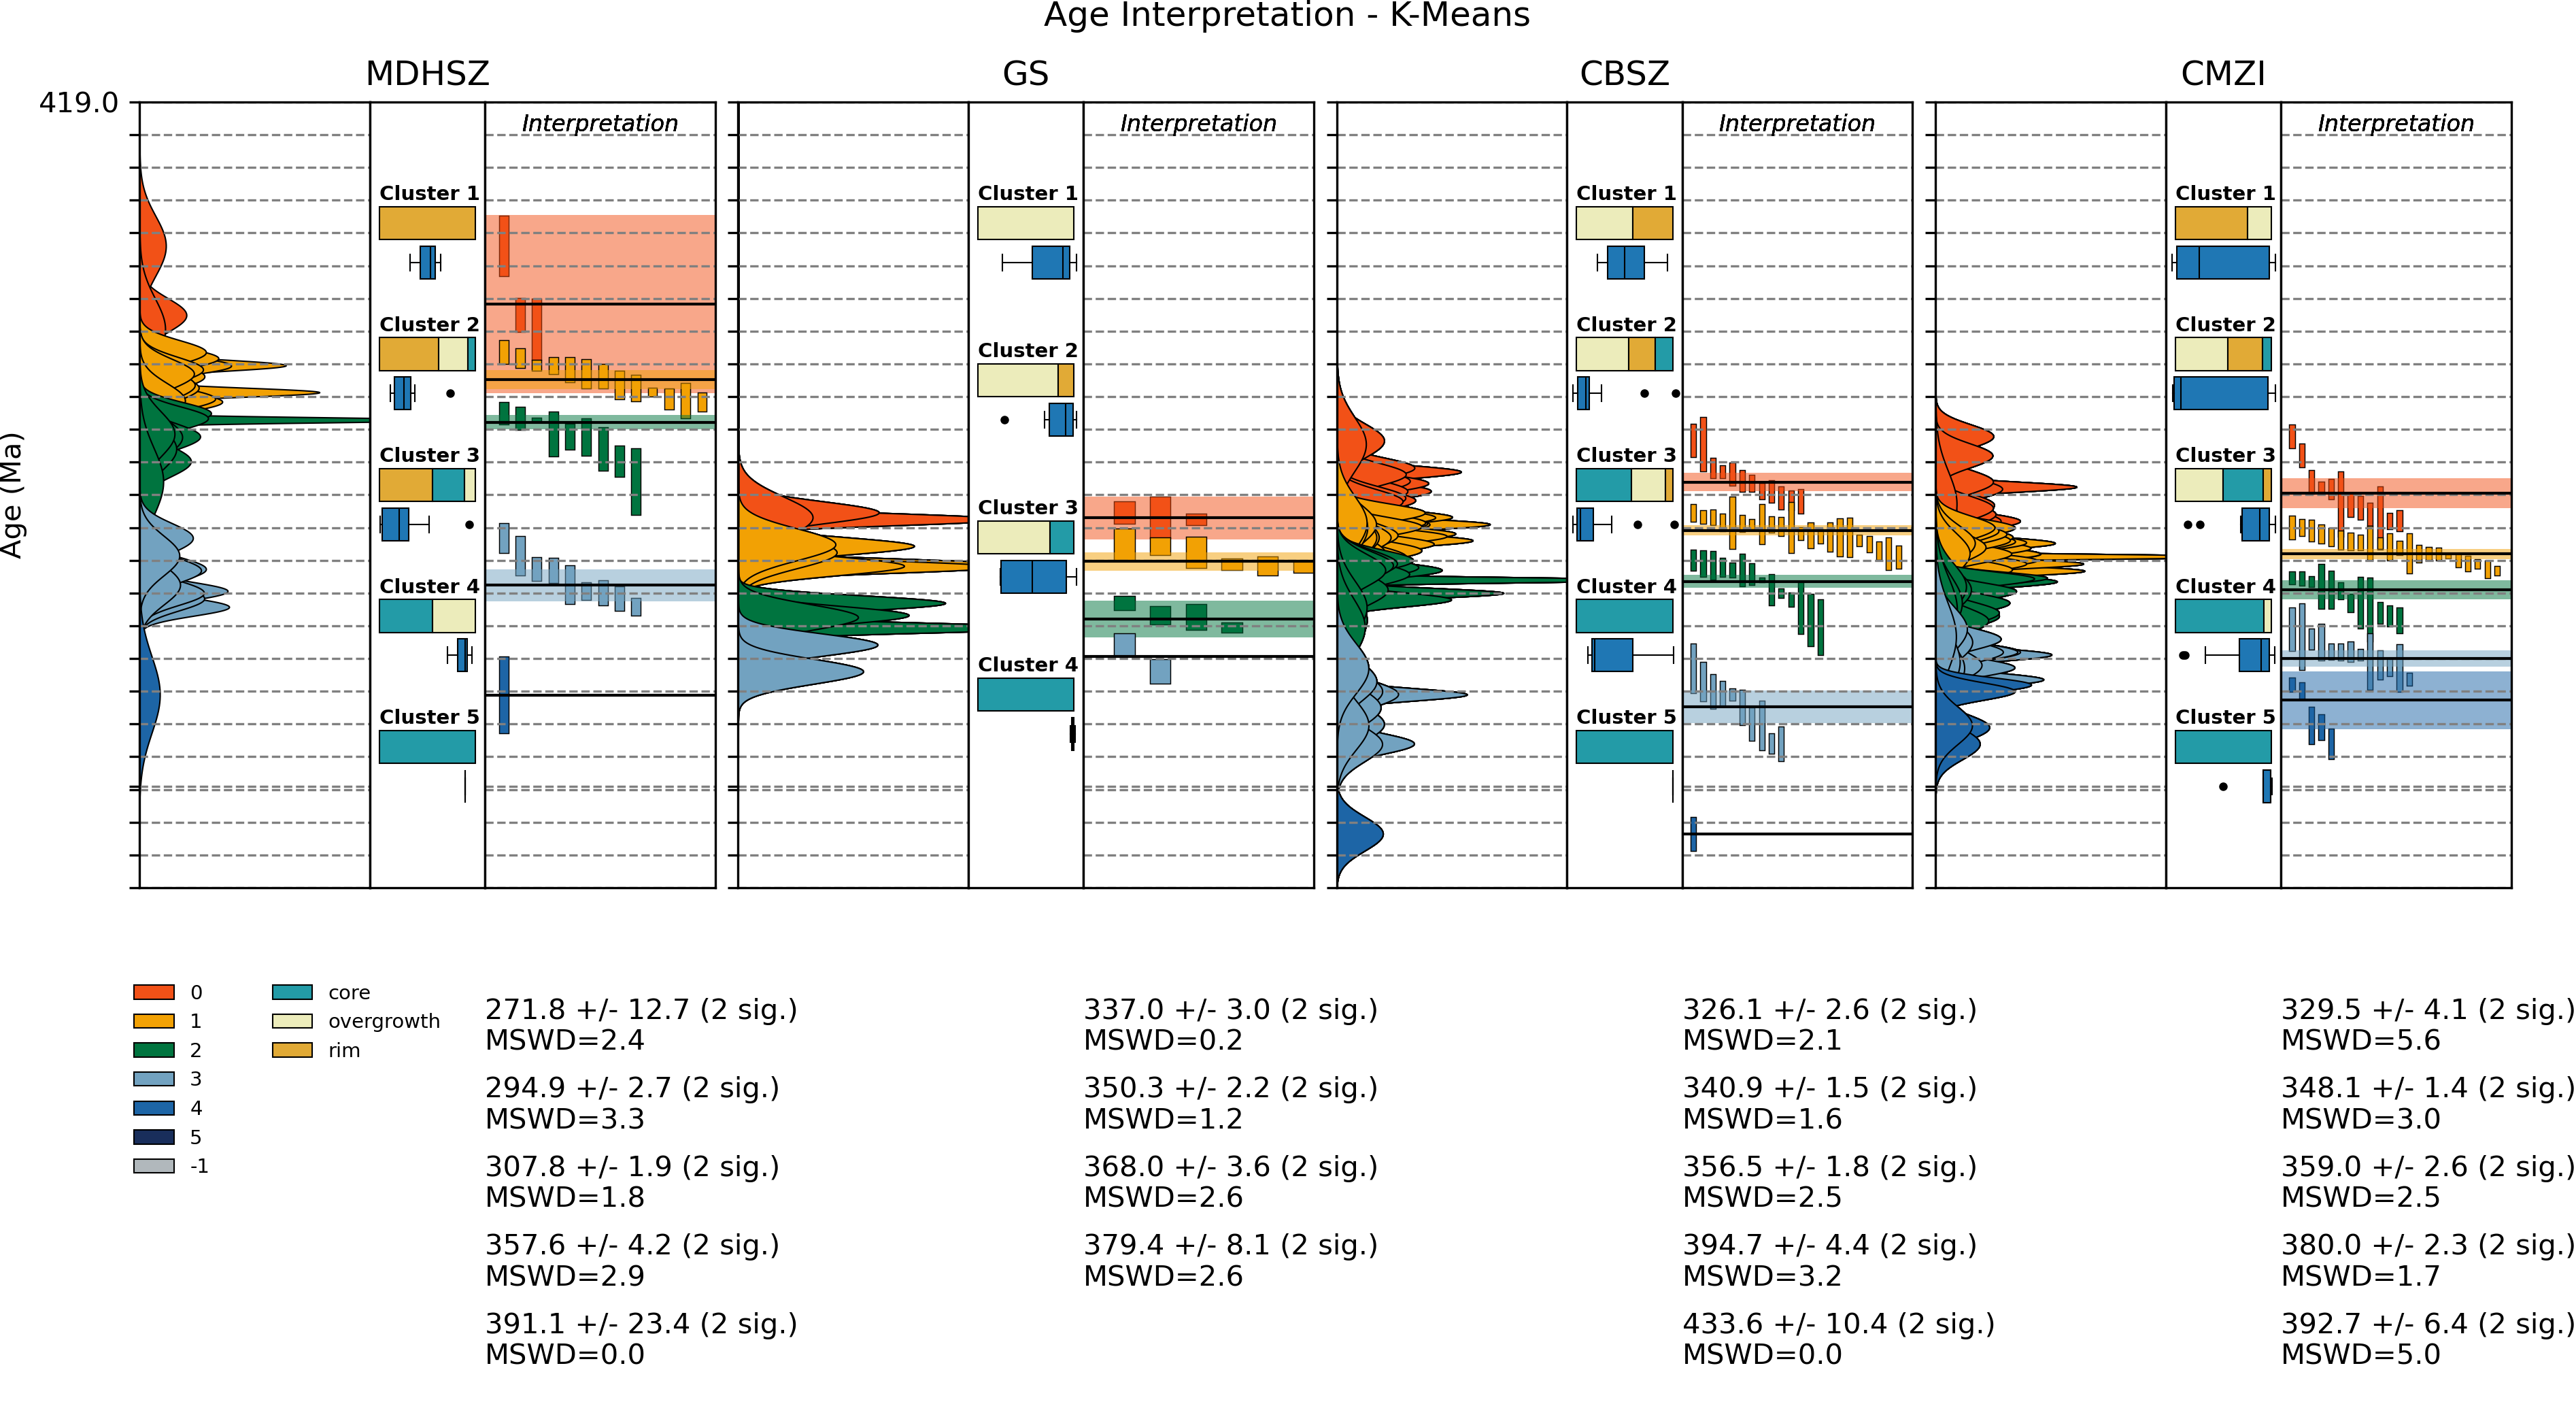 Age Interpretation - K-Means
MDHSZ
GS
CBSZ
CMZI
419.0
Age (Ma)
Interpretation
Cluster 1
Cluster 2
Cluster 3
Cluster 4
Cluster 5
Interpretation
Cluster 1
Cluster 2
Cluster 3
Cluster 4
Interpretation
Cluster 1
Cluster 2
Cluster 3
Cluster 4
Cluster 5
Interpretation
Cluster 1
Cluster 2
Cluster 3
Cluster 4
Cluster 5
0
1
2
3
4
5
-1
core
overgrowth
rim
271.8 +/- 12.7 (2 sig.)
MSWD=2.4
294.9 +/- 2.7 (2 sig.)
MSWD=3.3
307.8 +/- 1.9 (2 sig.)
MSWD=1.8
357.6 +/- 4.2 (2 sig.)
MSWD=2.9
391.1 +/- 23.4 (2 sig.)
MSWD=0.0
337.0 +/- 3.0 (2 sig.)
MSWD=0.2
350.3 +/- 2.2 (2 sig.)
MSWD=1.2
368.0 +/- 3.6 (2 sig.)
MSWD=2.6
379.4 +/- 8.1 (2 sig.)
MSWD=2.6
326.1 +/- 2.6 (2 sig.)
MSWD=2.1
340.9 +/- 1.5 (2 sig.)
MSWD=1.6
356.5 +/- 1.8 (2 sig.)
MSWD=2.5
394.7 +/- 4.4 (2 sig.)
MSWD=3.2
433.6 +/- 10.4 (2 sig.)
MSWD=0.0
329.5 +/- 4.1 (2 sig.)
MSWD=5.6
348.1 +/- 1.4 (2 sig.)
MSWD=3.0
359.0 +/- 2.6 (2 sig.)
MSWD=2.5
380.0 +/- 2.3 (2 sig.)
MSWD=1.7
392.7 +/- 6.4 (2 sig.)
MSWD=5.0